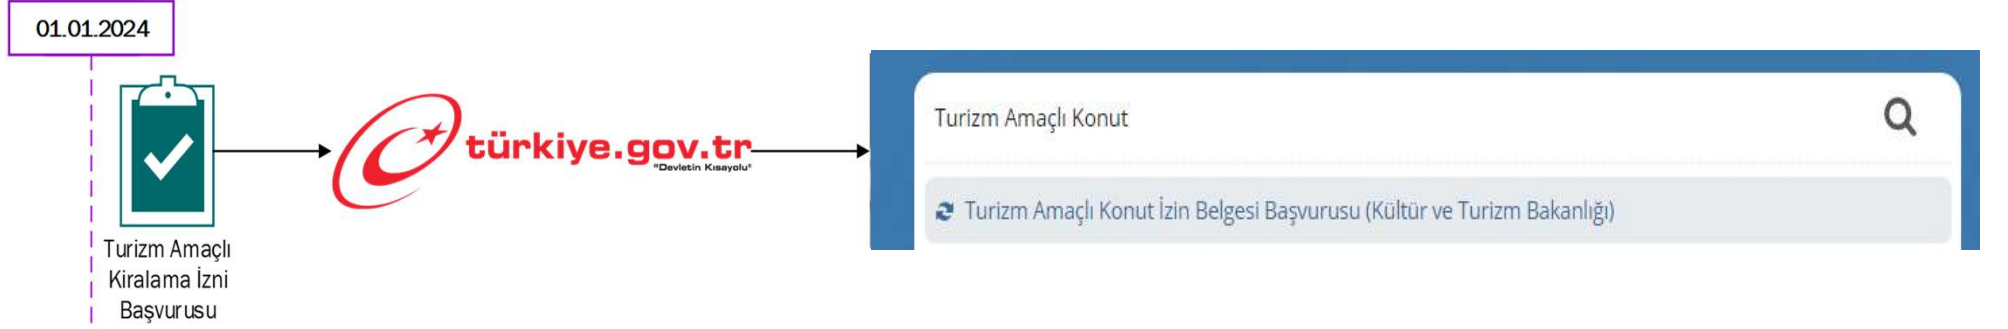 01.01.2024
Turizm Amaçlı
Kiralama İzni
Başvurusu
türkiye.gov.tr
"Devletin Kısayolu"
Turizm Amaçlı Konut
Turizm Amaçlı Konut İzin Belgesi Başvurusu (Kültür ve Turizm Bakanlığı)